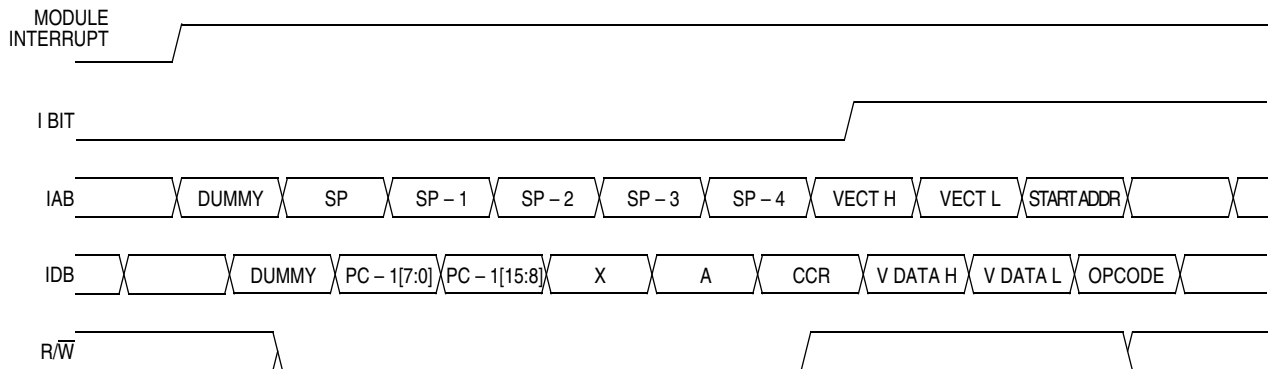 MODULE
INTERRUPT
I BIT
IAB DUMMY SP SP – 1 SP – 2 SP – 3 SP – 4 VECT H VECT L START ADDR
IDB DUMMY PC – 1[7:0] PC – 1[15:8] X A CCR V DATA H V DATA L OPCODE
R/W̅